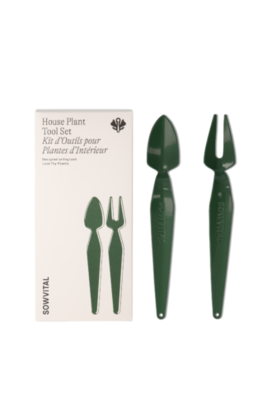 House Plant
Tool Set
Kit d'Outils pour
Plantes d'Intérieur
SOWVITAL